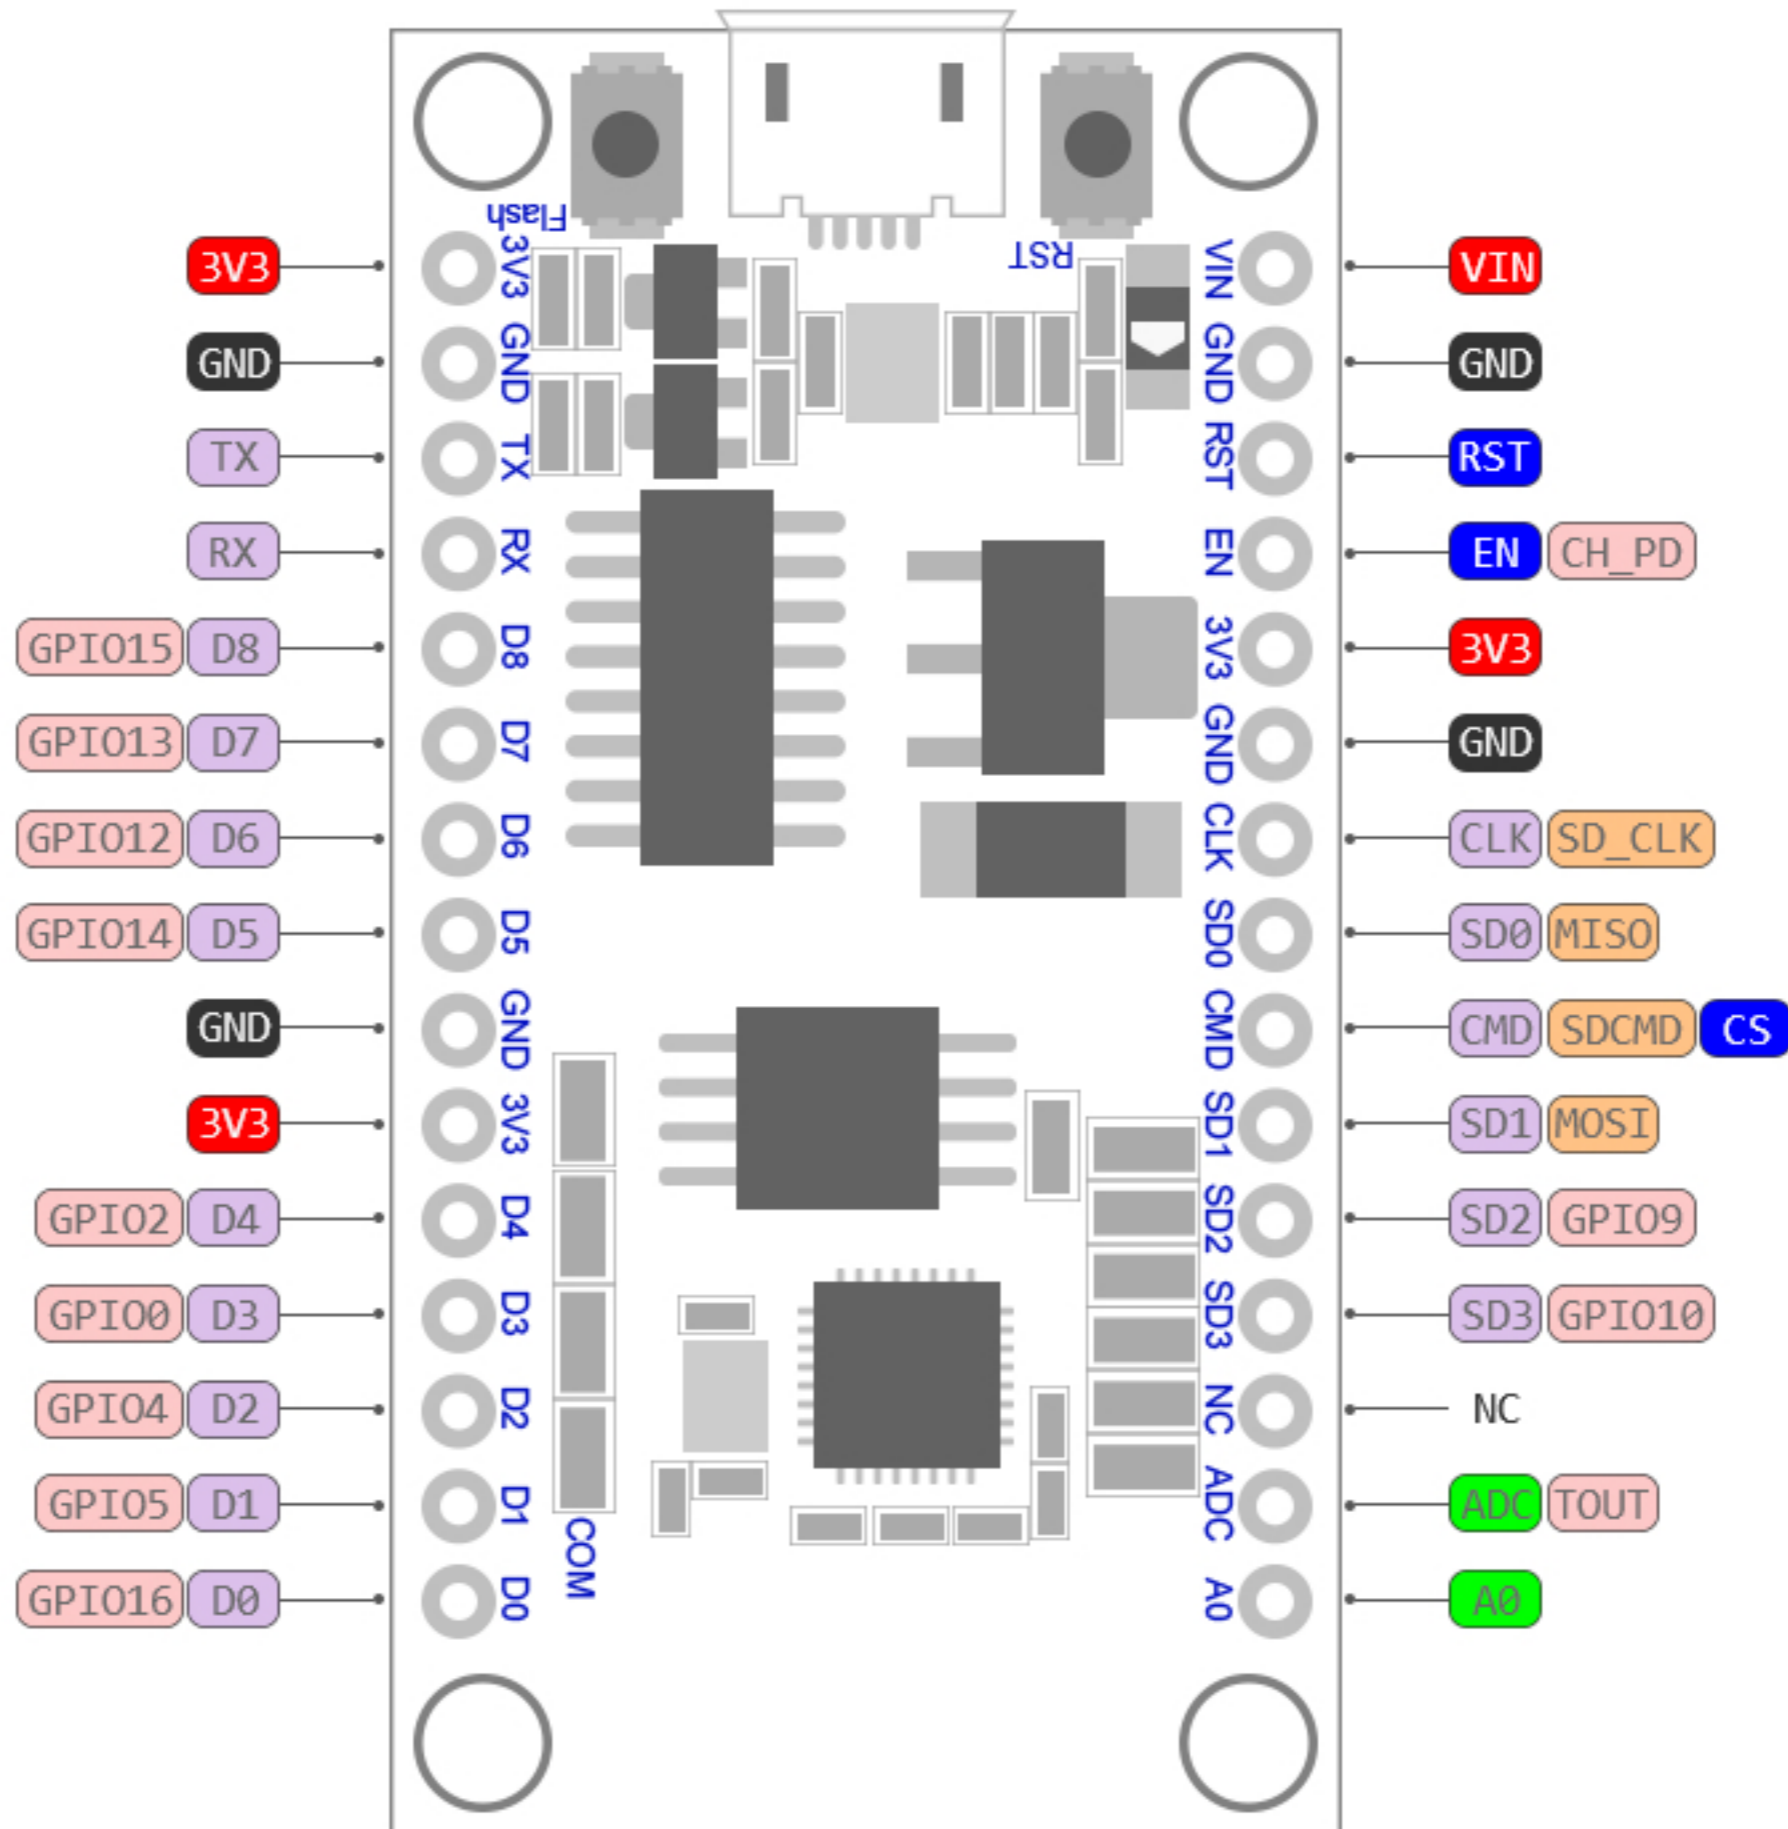 Flash
RST
3V3 3V3 VIN VIN
GND GND GND GND
TX TX RST RST
RX RX EN EN CH_PD
GPIO15 D8 D8 3V3 3V3
GPIO13 D7 D7 GND GND
GPIO12 D6 D6 CLK CLK SD_CLK
GPIO14 D5 D5 SD0 SD0 MISO
GND GND CMD CMD SDCMD CS
3V3 3V3 SD1 SD1 MOSI
GPIO2 D4 D4 SD2 SD2 GPIO9
GPIO0 D3 D3 SD3 SD3 GPIO10
GPIO4 D2 D2 NC NC
GPIO5 D1 D1 ADC ADC TOUT
COM
GPIO16 D0 D0 A0 A0